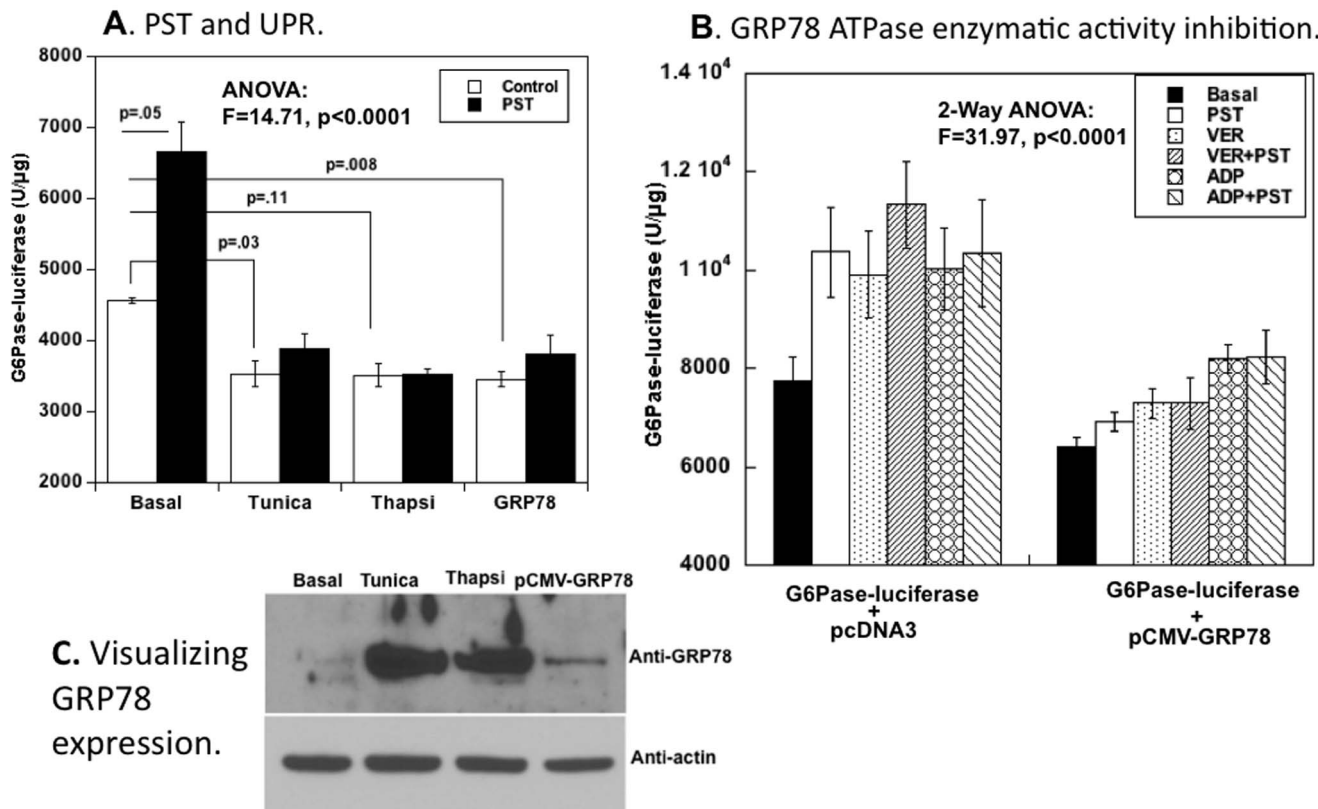 A. PST and UPR.
8000
7000
6000
5000
4000
3000
2000
G6Pase-luciferase (U/µg)
ANOVA:
F=14.71, p<0.0001
Control
PST
p=.05
p=.008
p=.11
p=.03
Basal Tunica Thapsi GRP78
B. GRP78 ATPase enzymatic activity inhibition.
1.4 10⁴
1.2 10⁴
1 10⁴
8000
6000
4000
G6Pase-luciferase (U/µg)
2-Way ANOVA:
F=31.97, p<0.0001
Basal
PST
VER
VER+PST
ADP
ADP+PST
G6Pase-luciferase
+
pcDNA3
G6Pase-luciferase
+
pCMV-GRP78
C. Visualizing
GRP78
expression.
Basal Tunica Thapsi pCMV-GRP78
Anti-GRP78
Anti-actin